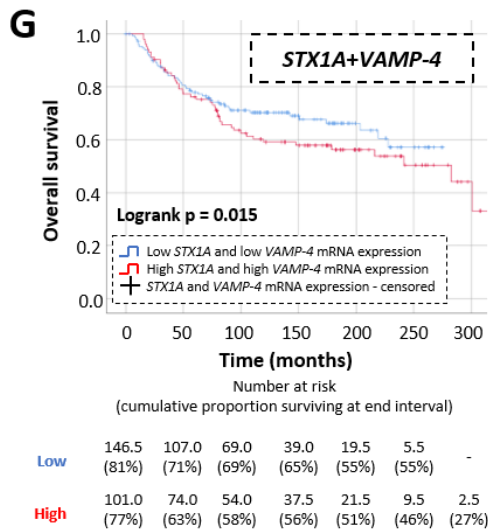 G
STX1A+VAMP-4
Overall survival
1.0
0.8
0.6
0.4
0.2
0.0
Logrank p = 0.015
Low STX1A and low VAMP-4 mRNA expression
High STX1A and high VAMP-4 mRNA expression
STX1A and VAMP-4 mRNA expression - censored
0 50 100 150 200 250 300
Time (months)
Number at risk
(cumulative proportion surviving at end interval)
Low 146.5 107.0 69.0 39.0 19.5 5.5 -
(81%) (71%) (69%) (65%) (55%) (55%)
High 101.0 74.0 54.0 37.5 21.5 9.5 2.5
(77%) (63%) (58%) (56%) (51%) (46%) (27%)